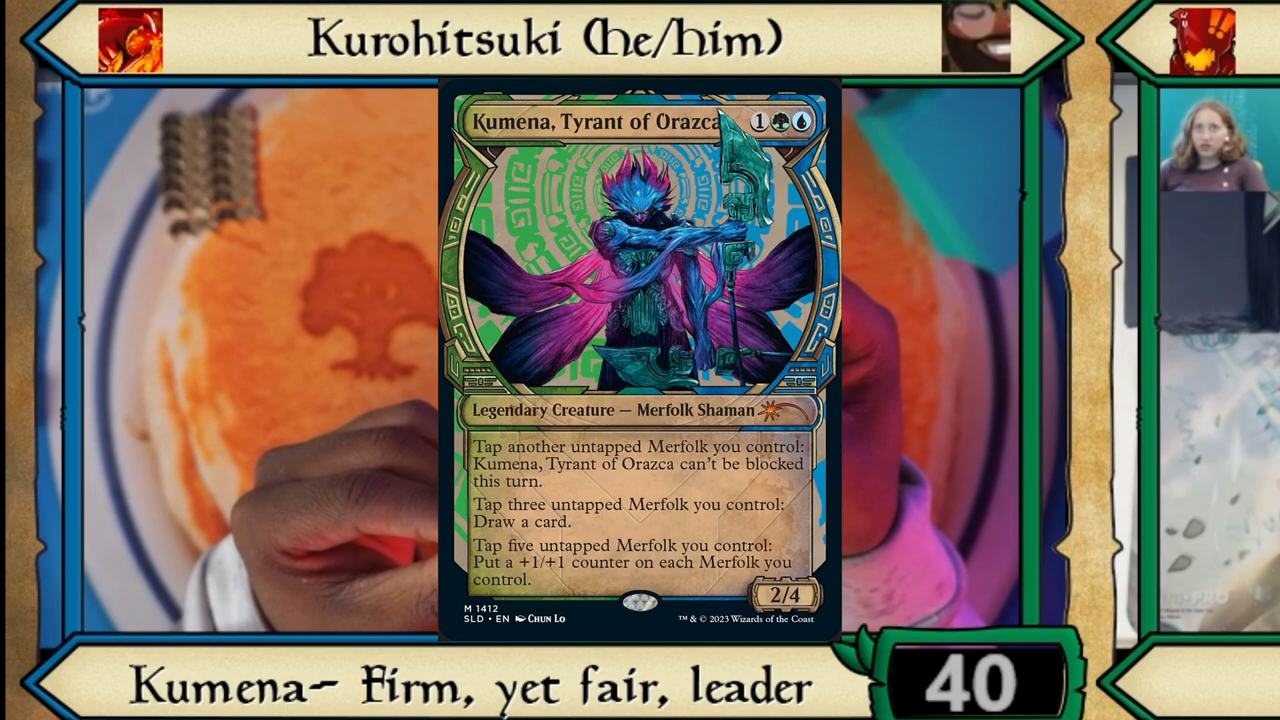 Kurohitsuki (he/him)
Kumena, Tyrant of Orazca 1
Legendary Creature — Merfolk Shaman
Tap another untapped Merfolk you control:
Kumena, Tyrant of Orazca can't be blocked
this turn.
Tap three untapped Merfolk you control:
Draw a card.
Tap five untapped Merfolk you control:
Put a +1/+1 counter on each Merfolk you
control.
2/4
M 1412
SLD • EN Chun Lo
™ & © 2023 Wizards of the Coast
Kumena- Firm, yet fair, leader
40